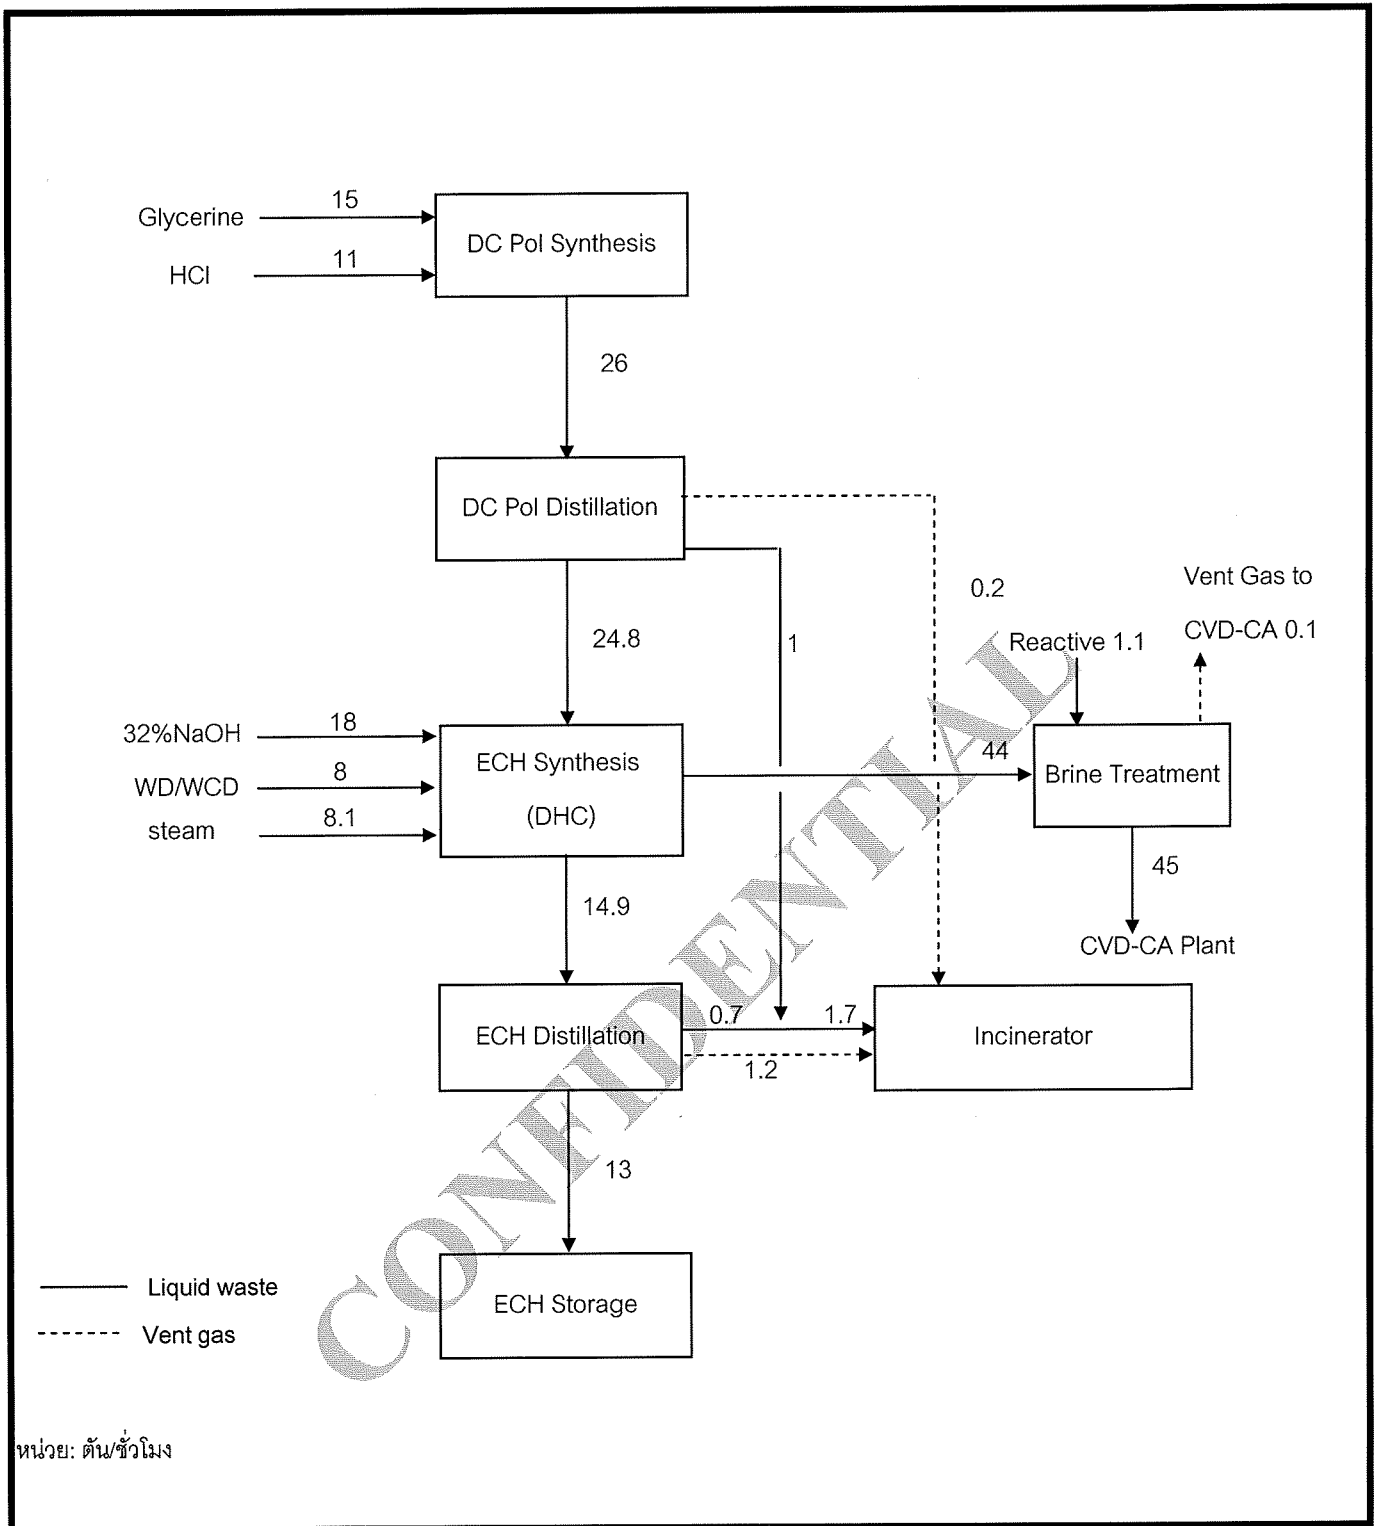 Glycerine
15
DC Pol Synthesis
HCl
11
26
DC Pol Distillation
0.2
Vent Gas to
CVD-CA 0.1
24.8
1
Reactive 1.1
32%NaOH
18
WD/WCD
8
steam
8.1
ECH Synthesis
(DHC)
44
Brine Treatment
14.9
45
CVD-CA Plant
ECH Distillation
0.7
1.7
1.2
Incinerator
13
ECH Storage
Liquid waste
Vent gas
CONFIDENTIAL
หน่วย: ตัน/ชั่วโมง